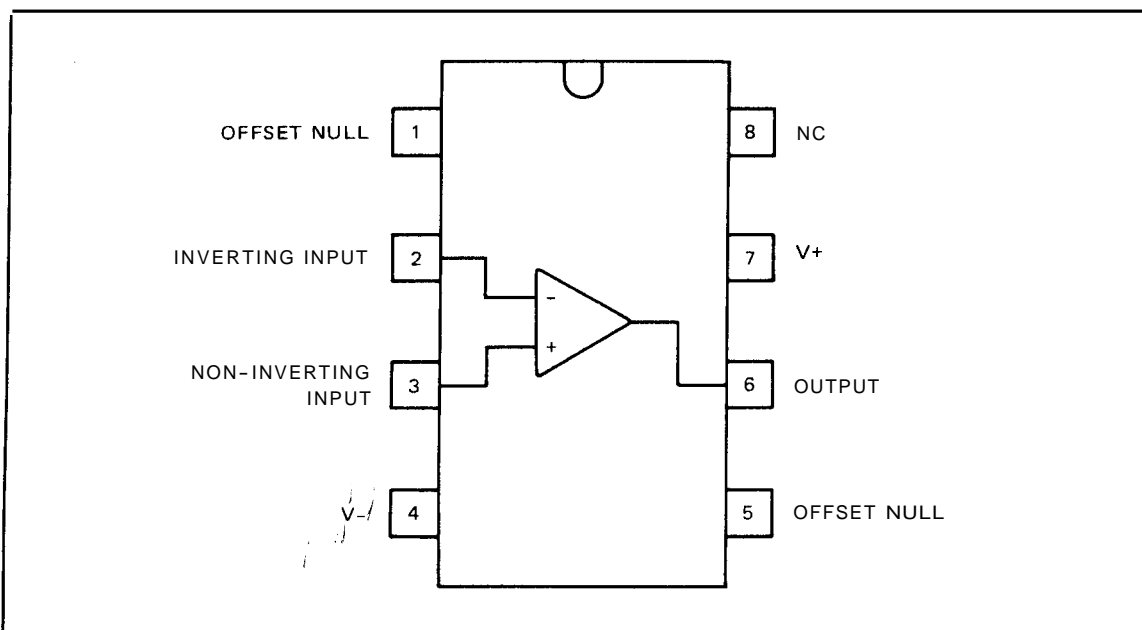 OFFSET NULL 1
8 NC
INVERTING INPUT 2
7 V+
-
+
NON-INVERTING
INPUT 3
6 OUTPUT
V- 4
5 OFFSET NULL